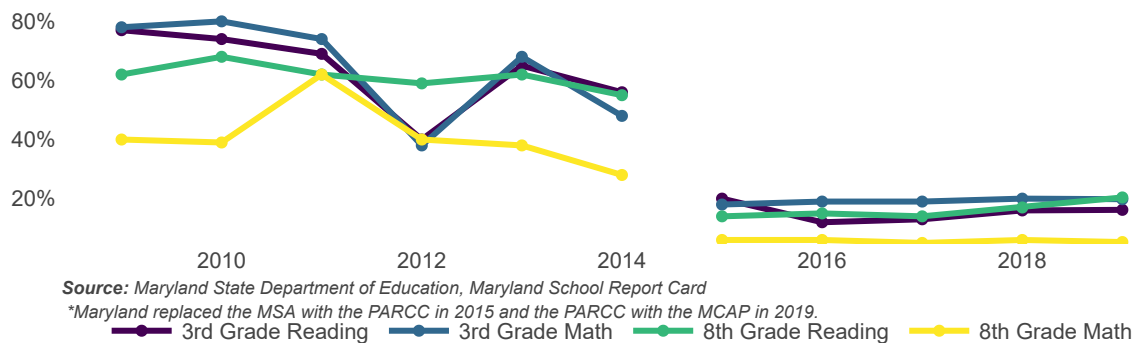 80%
60%
40%
20%
2010 2012 2014 2016 2018
Source: Maryland State Department of Education, Maryland School Report Card
*Maryland replaced the MSA with the PARCC in 2015 and the PARCC with the MCAP in 2019.
3rd Grade Reading 3rd Grade Math 8th Grade Reading 8th Grade Math